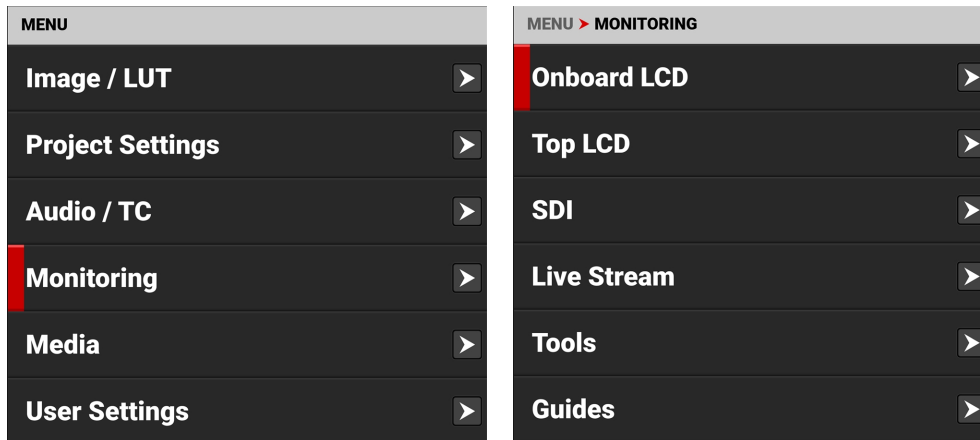 MENU
Image / LUT
Project Settings
Audio / TC
Monitoring
Media
User Settings
MENU MONITORING
Onboard LCD
Top LCD
SDI
Live Stream
Tools
Guides